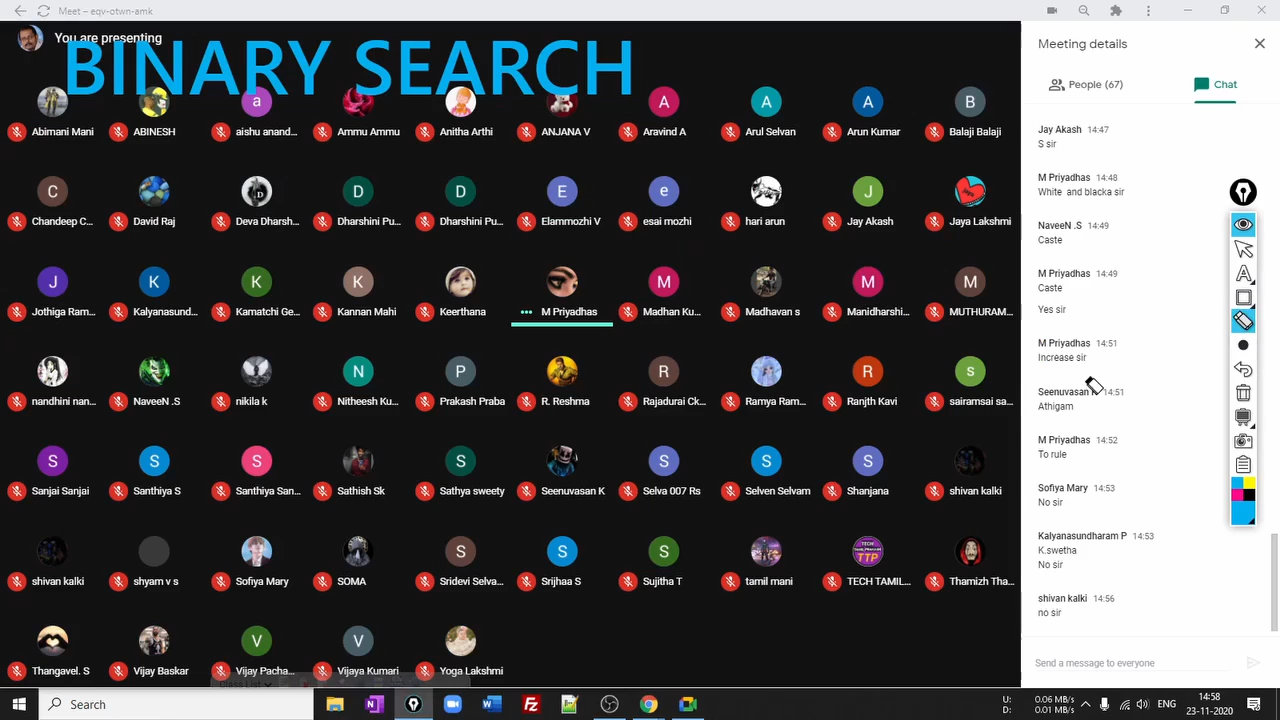 Meet – eqv-otwn-amk
You are presenting
BINARY SEARCH
Abimani Mani
ABINESH
aishu anand...
Ammu Ammu
Anitha Arthi
ANJANA V
Aravind A
Arul Selvan
Arun Kumar
Balaji Balaji
Chandeep C...
David Raj
Deva Dharsh...
Dharshini Pu...
Dharshini Pu...
Elammozhi V
esai mozhi
hari arun
Jay Akash
Jaya Lakshmi
Jothiga Ram...
Kalyanasund...
Kamatchi Ge...
Kannan Mahi
Keerthana
M Priyadhas
Madhan Ku...
Madhavan s
Manidharshi...
MUTHURAM...
nandhini nan...
NaveeN .S
nikila k
Nitheesh Ku...
Prakash Praba
R. Reshma
Rajadurai Ck...
Ramya Ram...
Ranjth Kavi
sairamsai sa...
Sanjai Sanjai
Santhiya S
Santhiya San...
Sathish Sk
Sathya sweety
Seenuvasan K
Selva 007 Rs
Selven Selvam
Shanjana
shivan kalki
shivan kalki
shyam v s
Sofiya Mary
SOMA
Sridevi Selva...
Srijhaa S
Sujitha T
tamil mani
TECH TAMIL...
Thamizh Tha...
Thangavel. S
Vijay Baskar
Vijay Pacha...
Vijaya Kumari
Yoga Lakshmi
Meeting details
People (67)
Chat
Jay Akash 14:47
S sir
M Priyadhas 14:48
White and blacka sir
NaveeN .S 14:49
Caste
M Priyadhas 14:49
Caste
Yes sir
M Priyadhas 14:51
Increase sir
Seenuvasan 14:51
Athigam
M Priyadhas 14:52
To rule
Sofiya Mary 14:53
No sir
Kalyanasundharam P 14:53
K.swetha
No sir
shivan kalki 14:56
no sir
Send a message to everyone
Search
U: 0.06 MB/s
D: 0.01 MB/s
ENG
14:58
23-11-2020